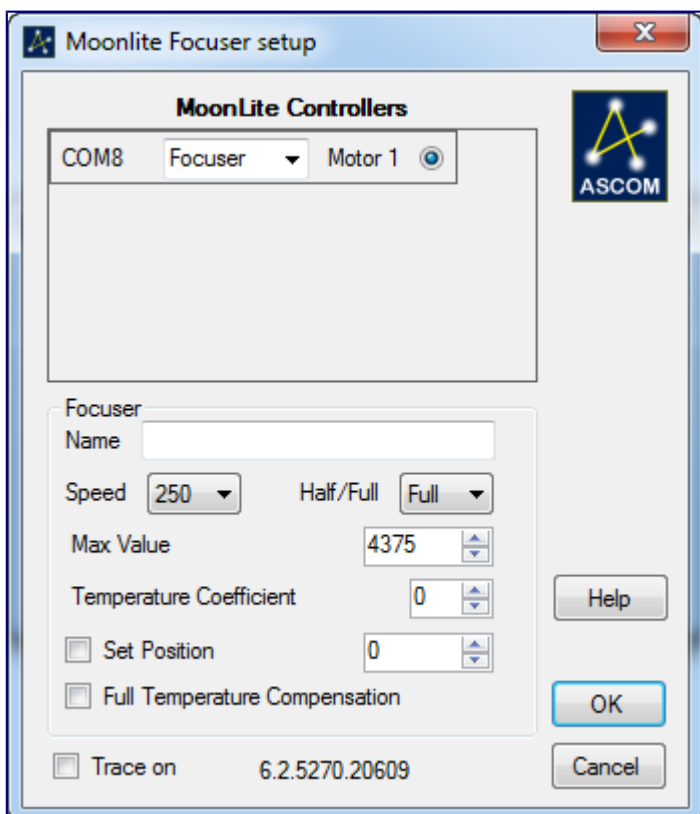 Moonlite Focuser setup
MoonLite Controllers
COM8 Focuser Motor 1
ASCOM
Focuser
Name
Speed 250 Half/Full Full
Max Value 4375
Temperature Coefficient 0
Help
Set Position 0
Full Temperature Compensation
OK
Trace on 6.2.5270.20609
Cancel